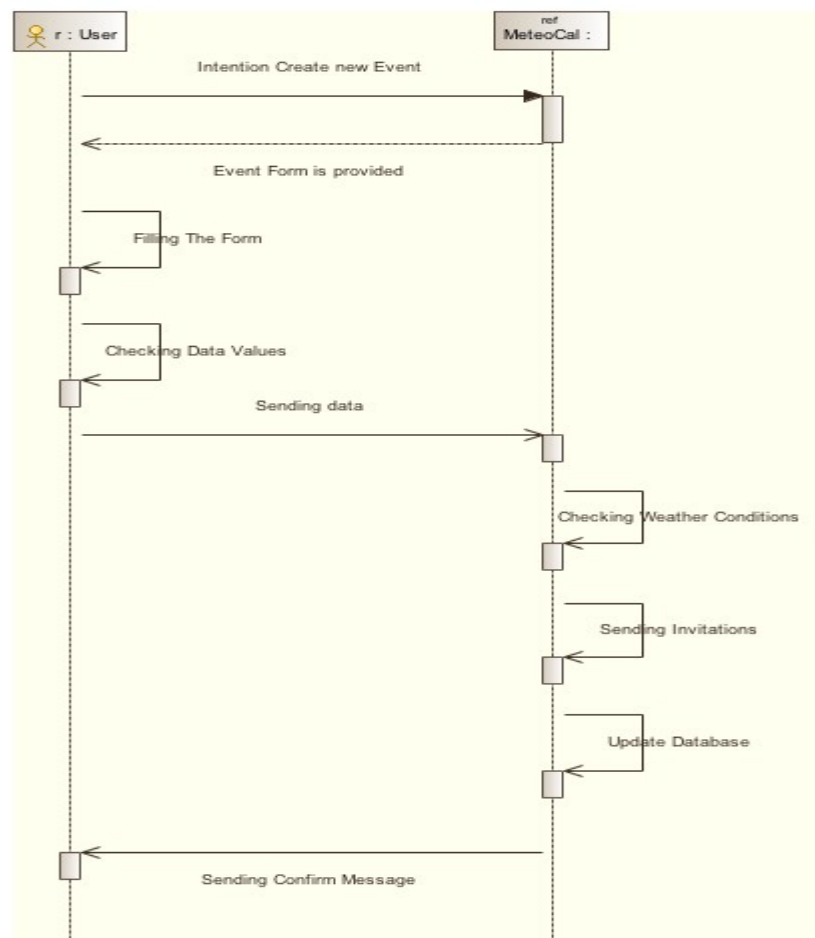 r : User
ref
MeteoCal :
Intention Create new Event
Event Form is provided
Filling The Form
Checking Data Values
Sending data
Checking Weather Conditions
Sending Invitations
Update Database
Sending Confirm Message